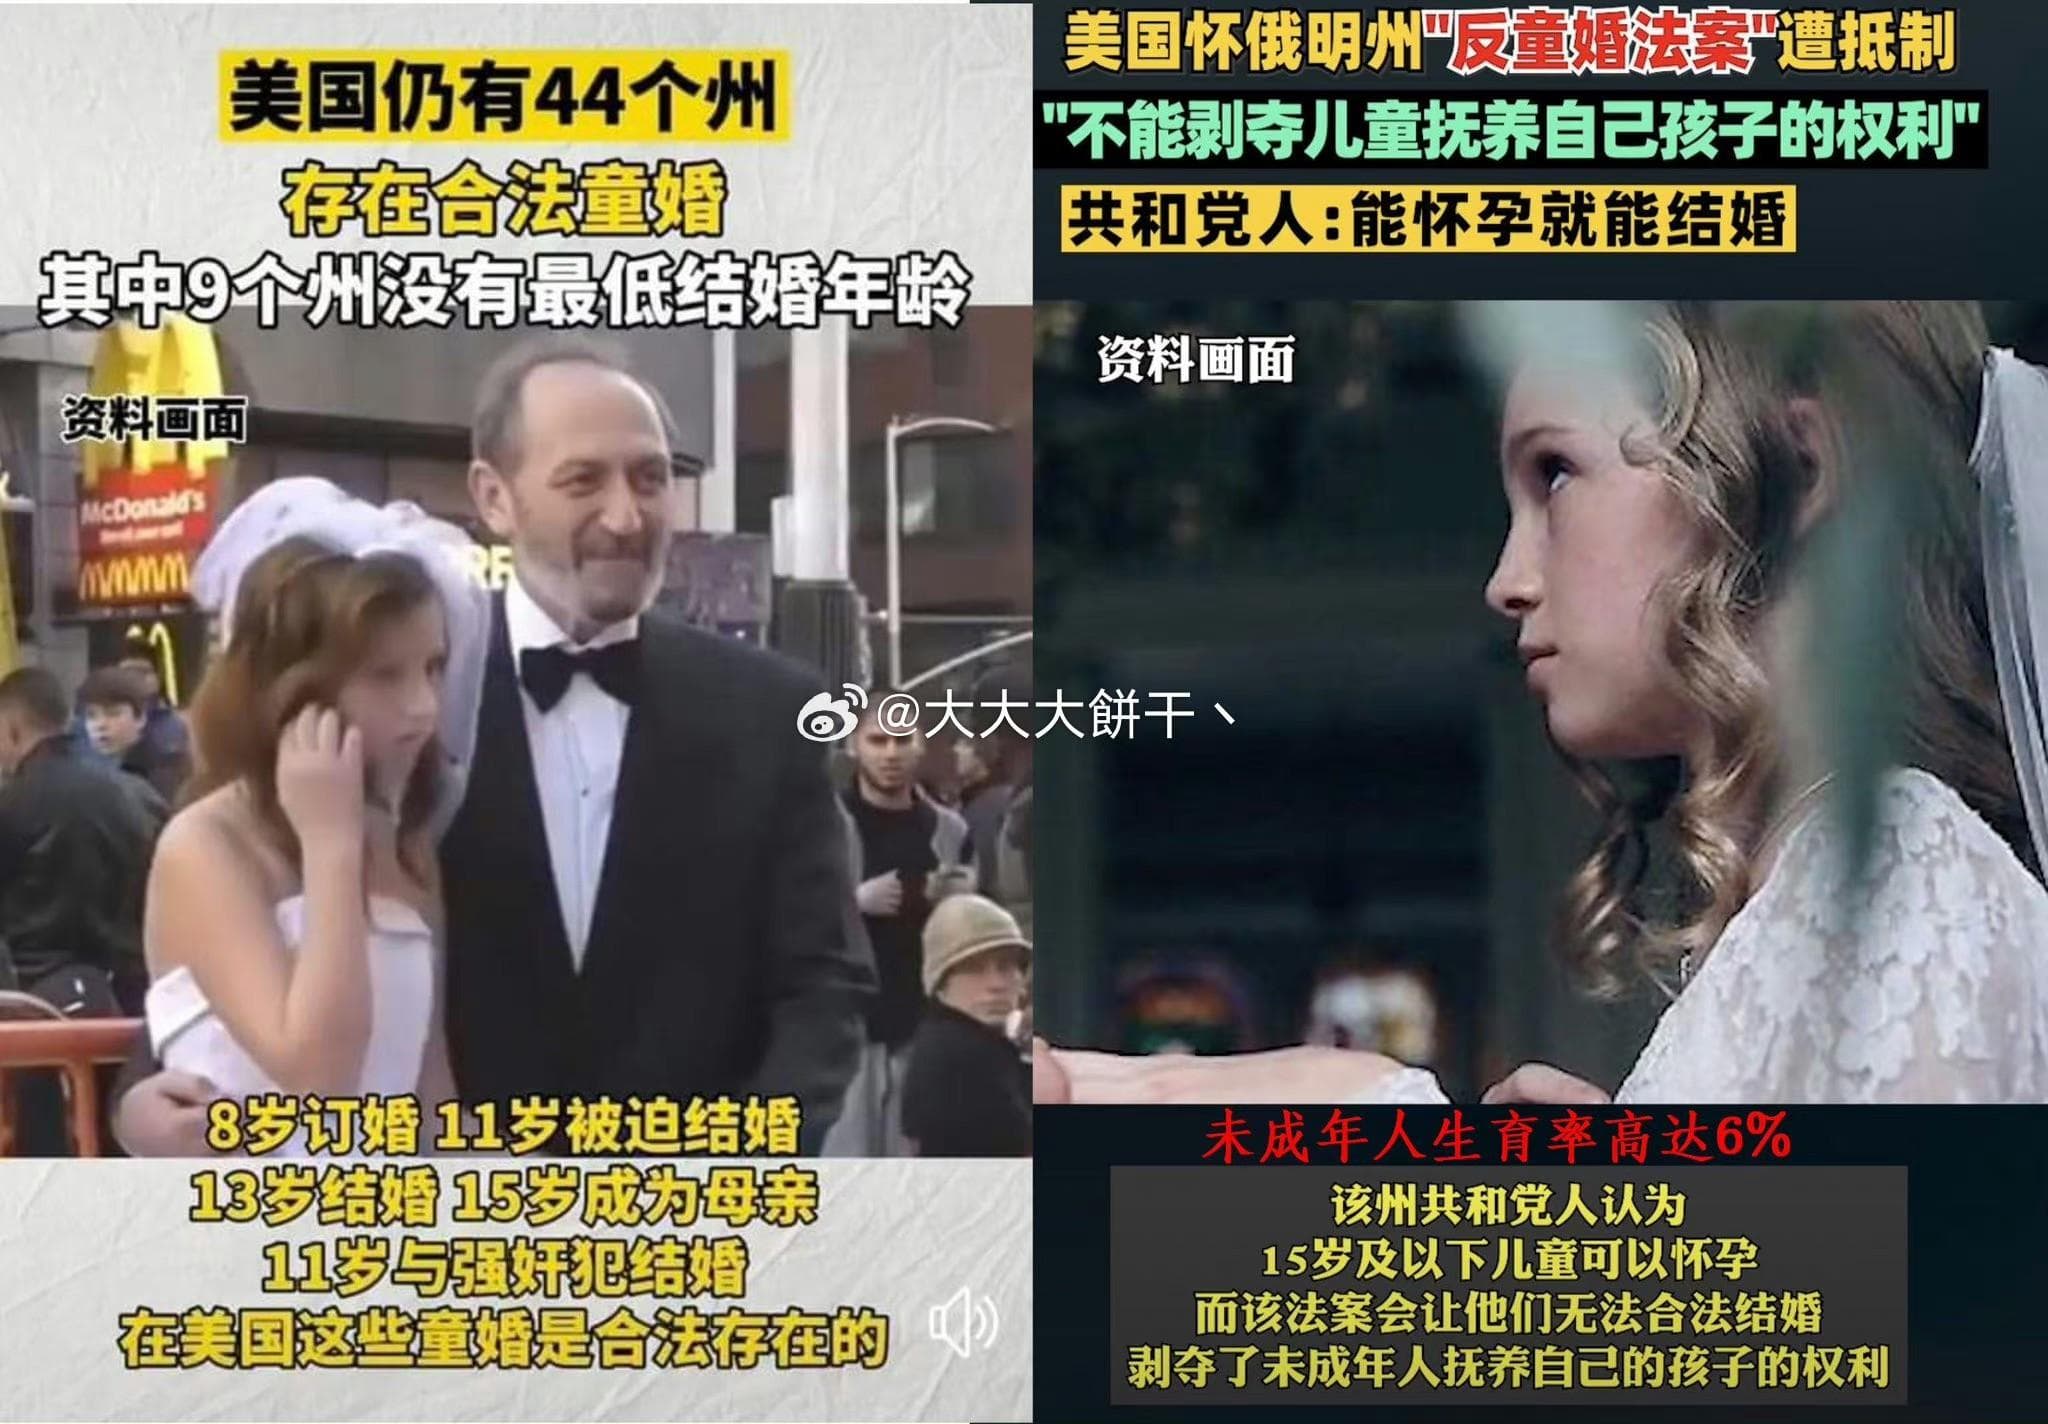 美国仍有44个州
存在合法童婚
其中9个州没有最低结婚年龄
资料画面
McDonald's
8岁订婚 11岁被迫结婚
13岁结婚 15岁成为母亲
11岁与强奸犯结婚
在美国这些童婚是合法存在的
@大大大餅干丶
美国怀俄明州"反童婚法案"遭抵制
"不能剥夺儿童抚养自己孩子的权利"
共和党人:能怀孕就能结婚
资料画面
未成年人生育率高达6%
该州共和党人认为
15岁及以下儿童可以怀孕
而该法案会让他们无法合法结婚
剥夺了未成年人抚养自己的孩子的权利